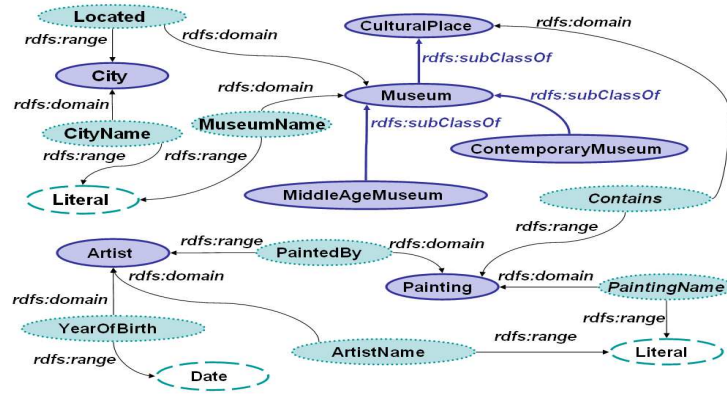 Located
CulturalPlace
rdfs:domain
rdfs:range
rdfs:domain
rdfs:subClassOf
City
rdfs:domain
Museum
rdfs:domain
rdfs:subClassOf
CityName
MuseumName
rdfs:subClassOf
rdfs:range
rdfs:range
ContemporaryMuseum
Literal
MiddleAgeMuseum
Contains
rdfs:range
Artist
rdfs:range
PaintedBy
rdfs:domain
rdfs:domain
Painting
rdfs:domain
PaintingName
rdfs:domain
YearOfBirth
rdfs:range
rdfs:range
ArtistName
rdfs:range
Literal
Date